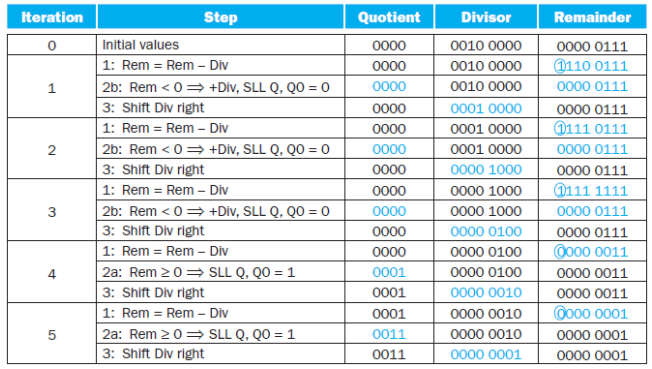 Iteration Step Quotient Divisor Remainder
0 Initial values 0000 0010 0000 0000 0111
1: Rem = Rem – Div 0000 0010 0000 1110 0111
1 2b: Rem < 0 ⇒ +Div, SLL Q, Q0 = 0 0000 0010 0000 0000 0111
3: Shift Div right 0000 0001 0000 0000 0111
1: Rem = Rem – Div 0000 0001 0000 1111 0111
2 2b: Rem < 0 ⇒ +Div, SLL Q, Q0 = 0 0000 0001 0000 0000 0111
3: Shift Div right 0000 0000 1000 0000 0111
1: Rem = Rem – Div 0000 0000 1000 1111 1111
3 2b: Rem < 0 ⇒ +Div, SLL Q, Q0 = 0 0000 0000 1000 0000 0111
3: Shift Div right 0000 0000 0100 0000 0111
1: Rem = Rem – Div 0000 0000 0100 0000 0011
4 2a: Rem ≥ 0 ⇒ SLL Q, Q0 = 1 0001 0000 0100 0000 0011
3: Shift Div right 0001 0000 0010 0000 0011
1: Rem = Rem – Div 0001 0000 0010 0000 0001
5 2a: Rem ≥ 0 ⇒ SLL Q, Q0 = 1 0011 0000 0010 0000 0001
3: Shift Div right 0011 0000 0001 0000 0001